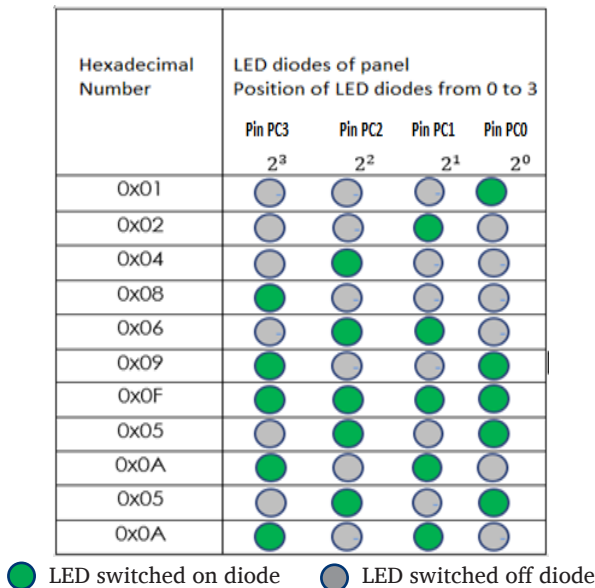 Hexadecimal Number
LED diodes of panel
Position of LED diodes from 0 to 3
Pin PC3 Pin PC2 Pin PC1 Pin PC0
2³ 2² 2¹ 2⁰
0x01
0x02
0x04
0x08
0x06
0x09
0x0F
0x05
0x0A
0x05
0x0A
LED switched on diode LED switched off diode